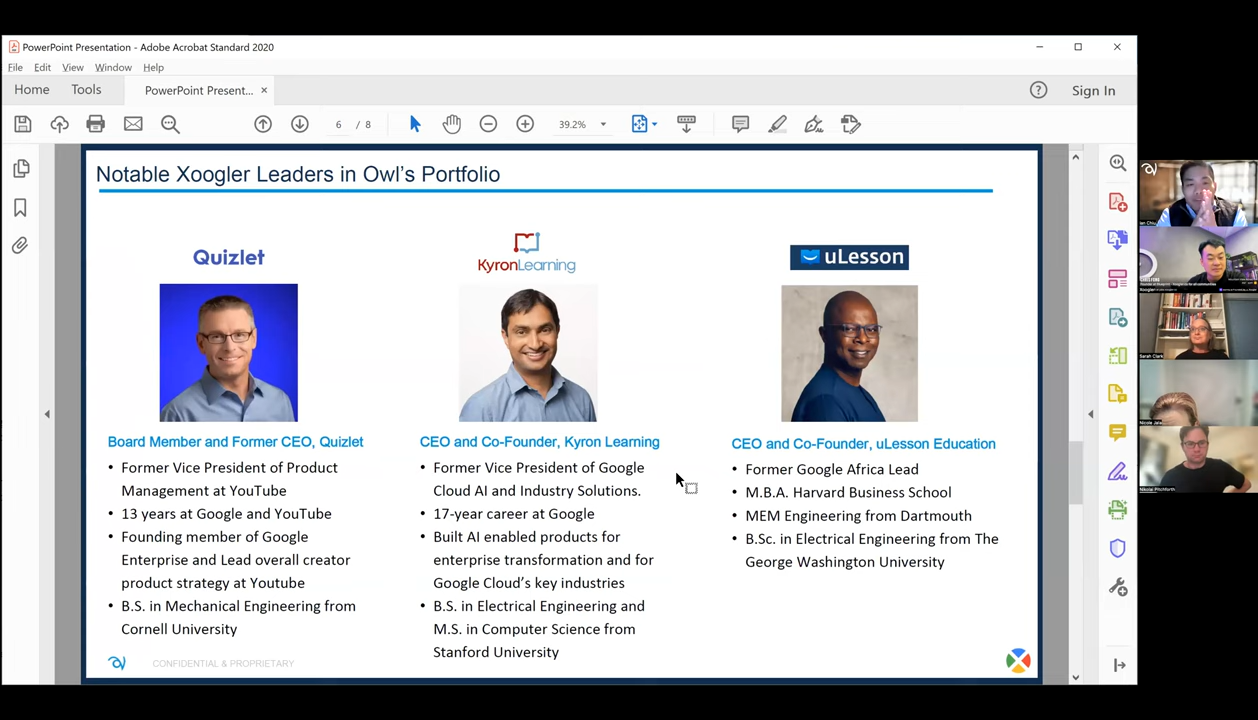 PowerPoint Presentation - Adobe Acrobat Standard 2020
File Edit View Window Help
Home Tools PowerPoint Present... × Sign In
6 / 8 39.2%
Notable Xoogler Leaders in Owl's Portfolio
Quizlet
KyronLearning
uLesson
Board Member and Former CEO, Quizlet
• Former Vice President of Product
Management at YouTube
• 13 years at Google and YouTube
• Founding member of Google
Enterprise and Lead overall creator
product strategy at Youtube
• B.S. in Mechanical Engineering from
Cornell University
CEO and Co-Founder, Kyron Learning
• Former Vice President of Google
Cloud AI and Industry Solutions.
• 17-year career at Google
• Built AI enabled products for
enterprise transformation and for
Google Cloud's key industries
• B.S. in Electrical Engineering and
M.S. in Computer Science from
Stanford University
CEO and Co-Founder, uLesson Education
• Former Google Africa Lead
• M.B.A. Harvard Business School
• MEM Engineering from Dartmouth
• B.Sc. in Electrical Engineering from The
George Washington University
CONFIDENTIAL & PROPRIETARY
Xoogler
Sarah Clark